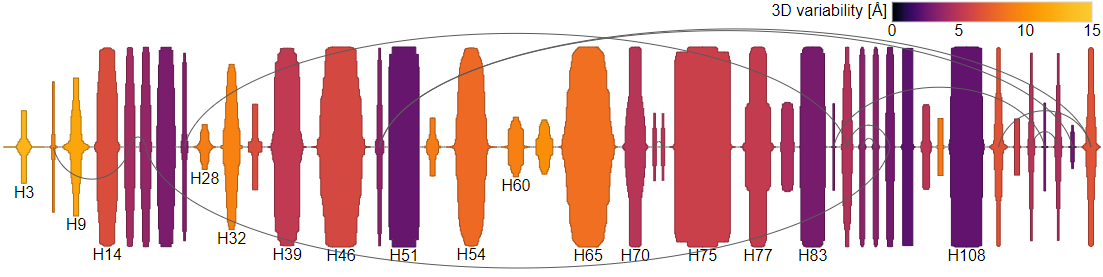 3D variability [Å]
0 5 10 15
H3
H28
H60
H9
H32
H14
H39
H46
H51
H54
H65
H70
H75
H77
H83
H108